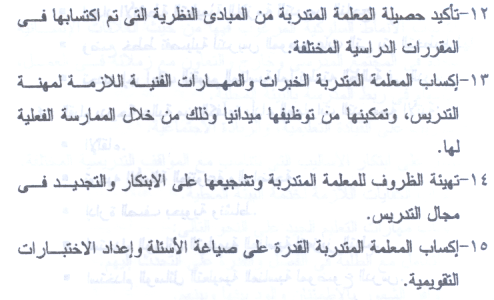 ١٢-تأكيد حصيلة المعلمة المتدربة من المبادئ النظرية التى تم اكتسابها فى
المقررات الدراسية المختلفة.
١٣-إكساب المعلمة المتدربة الخبرات والمهارات الفنية اللازمة لمهنة
التدريس، وتمكينها من توظيفها ميدانيا وذلك من خلال الممارسة الفعلية
لها.
١٤-تهيئة الظروف للمعلمة المتدربة وتشجيعها على الابتكار والتجديد فى
مجال التدريس.
١٥-إكساب المعلمة المتدربة القدرة على صياغة الأسئلة وإعداد الاختبارات
التقويمية.